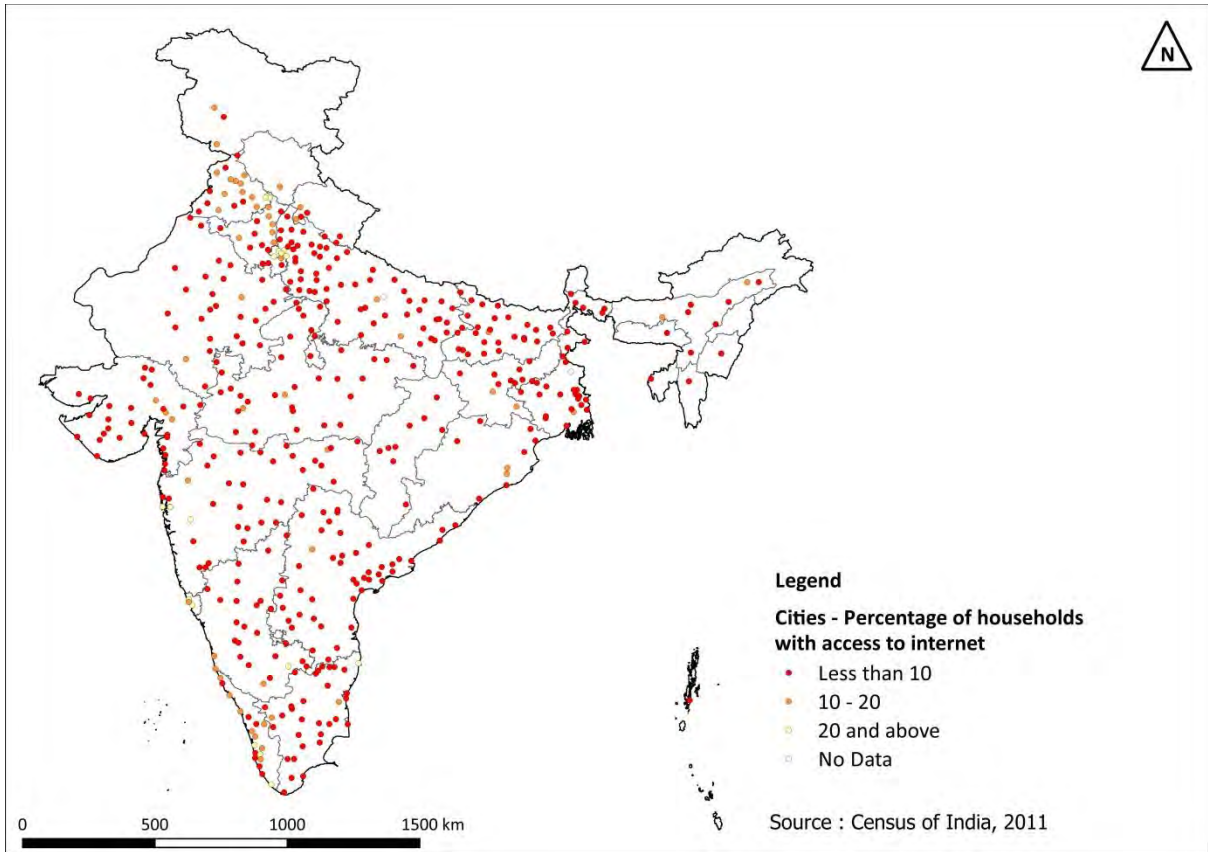 N
Legend
Cities - Percentage of households
with access to internet
Less than 10
10 - 20
20 and above
No Data
0 500 1000 1500 km
Source : Census of India, 2011